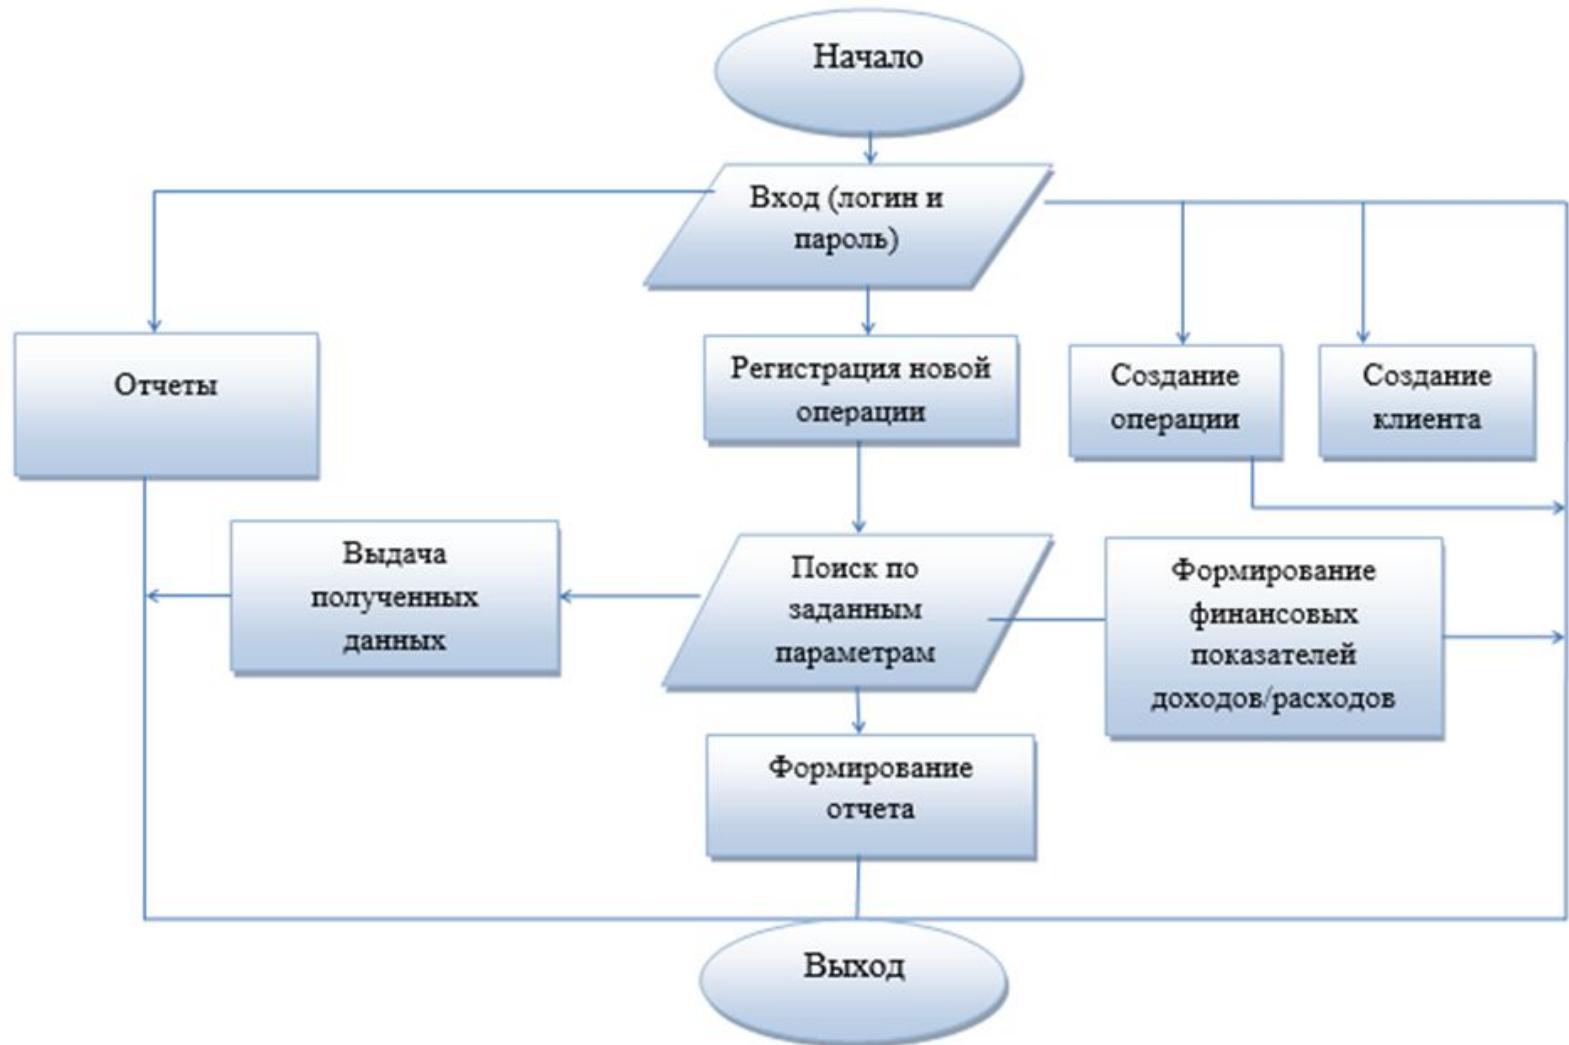 Начало
Вход (логин и
пароль)
Отчеты
Регистрация новой
операции
Создание
операции
Создание
клиента
Выдача
полученных
данных
Поиск по
заданным
параметрам
Формирование
финансовых
показателей
доходов/расходов
Формирование
отчета
Выход